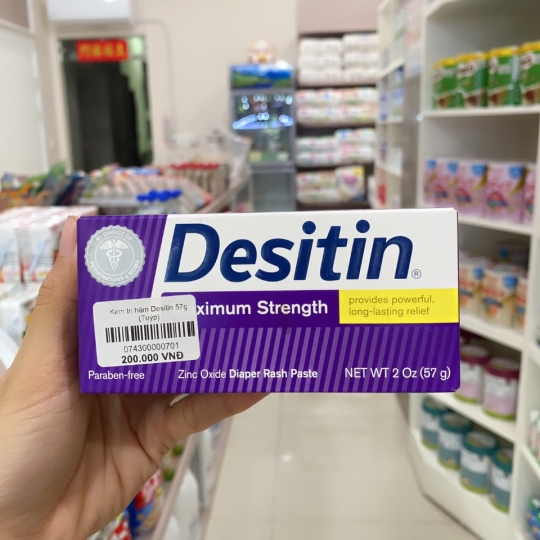 Desitin®
ximum Strength
provides powerful,
long-lasting relief
Kem trị hăm Desitin 57g
(Tuýp)
074300000701
200.000 VNĐ
Paraben-free
Zinc Oxide Diaper Rash Paste
NET WT 2 Oz (57 g)